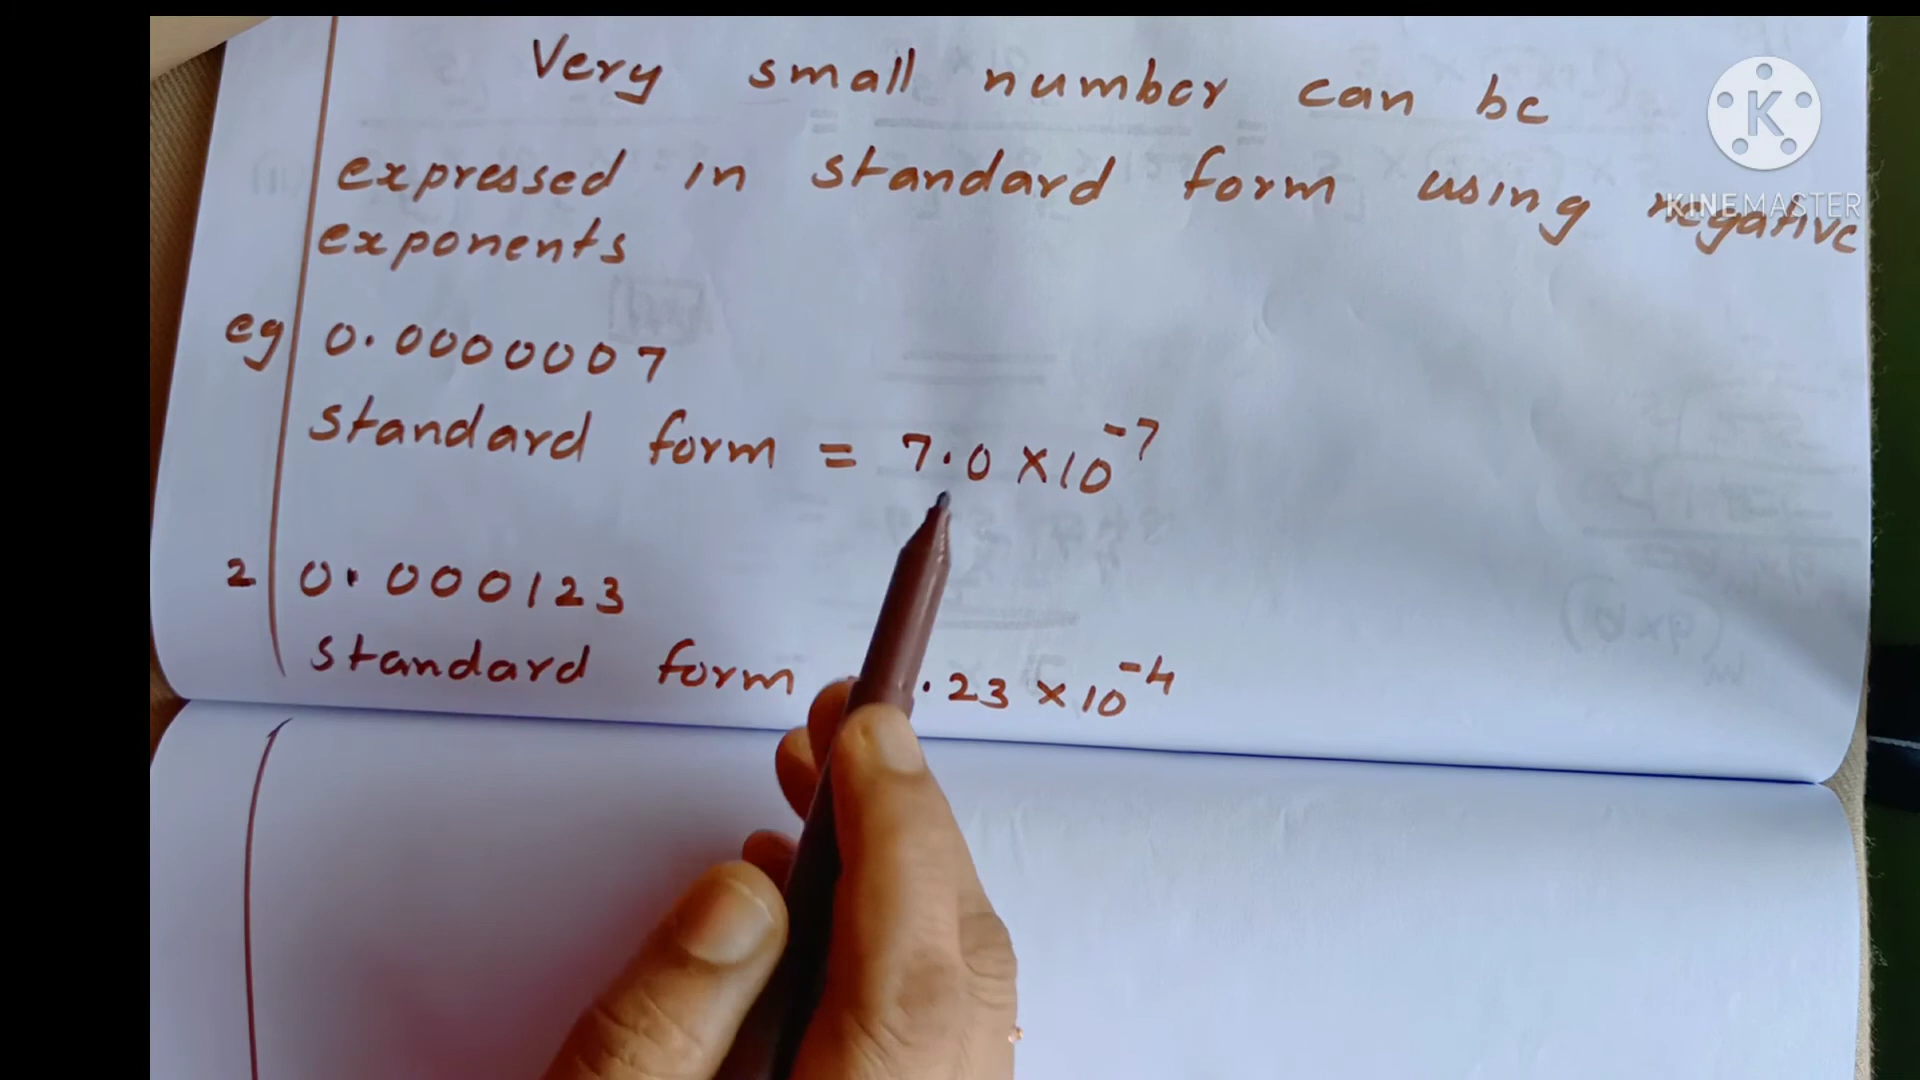 Very small number can be
expressed in standard form using negative
exponents
eg 0.0000007
standard form = 7.0 × 10⁻⁷
2 0.000123
standard form .23 × 10⁻⁴
K
KINEMASTER